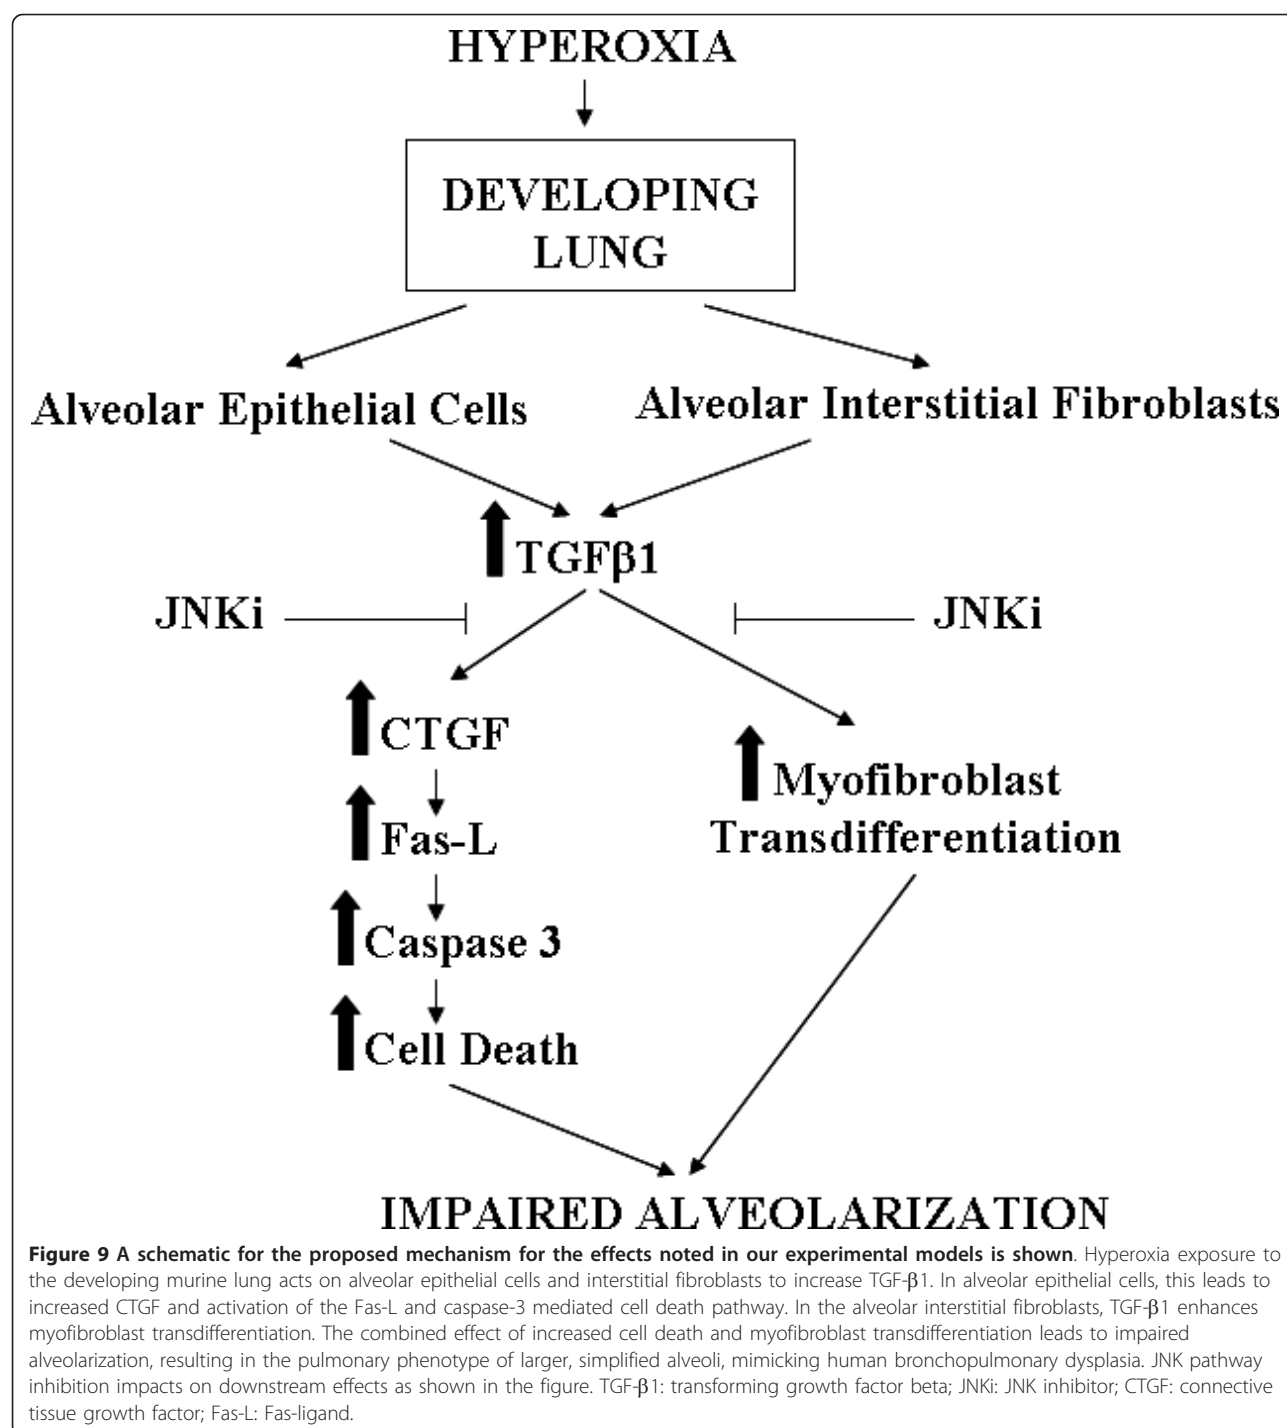 HYPEROXIA
DEVELOPING
LUNG
Alveolar Epithelial Cells
Alveolar Interstitial Fibroblasts
TGFβ1
JNKi
JNKi
CTGF
Fas-L
Caspase 3
Cell Death
Myofibroblast
Transdifferentiation
IMPAIRED ALVEOLARIZATION
Figure 9 A schematic for the proposed mechanism for the effects noted in our experimental models is shown. Hyperoxia exposure to
the developing murine lung acts on alveolar epithelial cells and interstitial fibroblasts to increase TGF-β1. In alveolar epithelial cells, this leads to
increased CTGF and activation of the Fas-L and caspase-3 mediated cell death pathway. In the alveolar interstitial fibroblasts, TGF-β1 enhances
myofibroblast transdifferentiation. The combined effect of increased cell death and myofibroblast transdifferentiation leads to impaired
alveolarization, resulting in the pulmonary phenotype of larger, simplified alveoli, mimicking human bronchopulmonary dysplasia. JNK pathway
inhibition impacts on downstream effects as shown in the figure. TGF-β1: transforming growth factor beta; JNKi: JNK inhibitor; CTGF: connective
tissue growth factor; Fas-L: Fas-ligand.